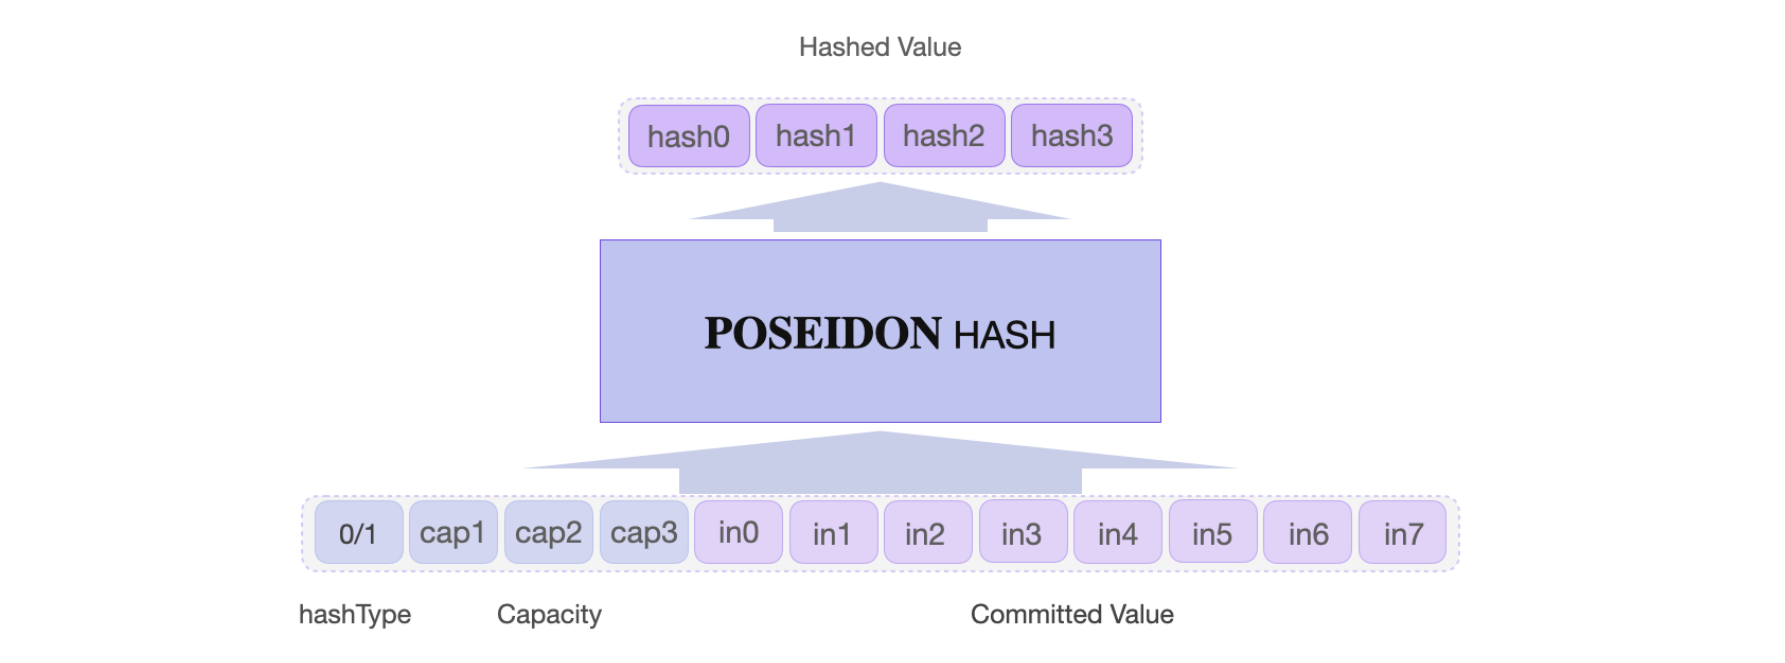 Hashed Value
hash0 hash1 hash2 hash3
POSEIDON HASH
0/1 cap1 cap2 cap3 in0 in1 in2 in3 in4 in5 in6 in7
hashType Capacity Committed Value